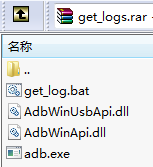 get_logs.rar
名称
..
get_log.bat
AdbWinUsbApi.dll
AdbWinApi.dll
adb.exe